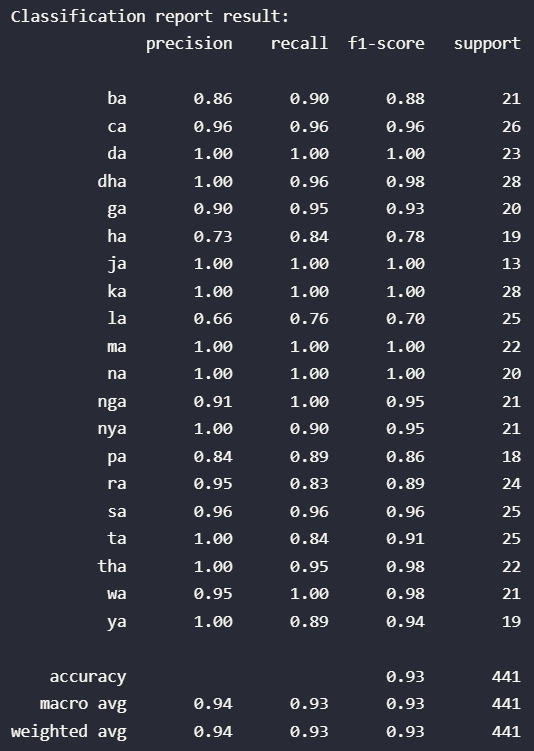 Classification report result:
precision recall f1-score support
ba 0.86 0.90 0.88 21
ca 0.96 0.96 0.96 26
da 1.00 1.00 1.00 23
dha 1.00 0.96 0.98 28
ga 0.90 0.95 0.93 20
ha 0.73 0.84 0.78 19
ja 1.00 1.00 1.00 13
ka 1.00 1.00 1.00 28
la 0.66 0.76 0.70 25
ma 1.00 1.00 1.00 22
na 1.00 1.00 1.00 20
nga 0.91 1.00 0.95 21
nya 1.00 0.90 0.95 21
pa 0.84 0.89 0.86 18
ra 0.95 0.83 0.89 24
sa 0.96 0.96 0.96 25
ta 1.00 0.84 0.91 25
tha 1.00 0.95 0.98 22
wa 0.95 1.00 0.98 21
ya 1.00 0.89 0.94 19
accuracy 0.93 441
macro avg 0.94 0.93 0.93 441
weighted avg 0.94 0.93 0.93 441